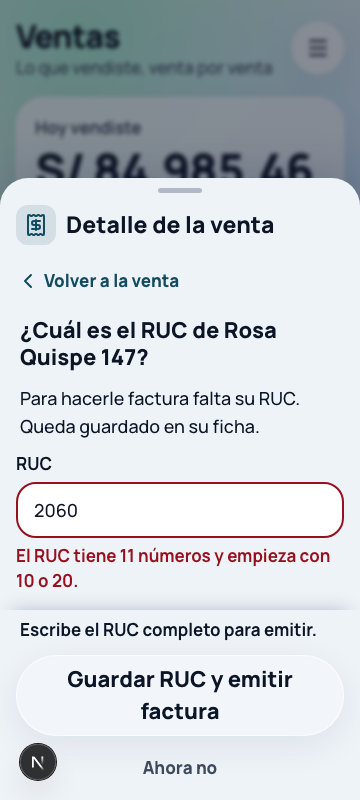 Ventas
Lo que vendiste, venta por venta
Hoy vendiste
S/ 84,985.46
Detalle de la venta
Volver a la venta
¿Cuál es el RUC de Rosa
Quispe 147?
Para hacerle factura falta su RUC.
Queda guardado en su ficha.
RUC
2060
El RUC tiene 11 números y empieza con
10 o 20.
Escribe el RUC completo para emitir.
Guardar RUC y emitir
factura
N
Ahora no